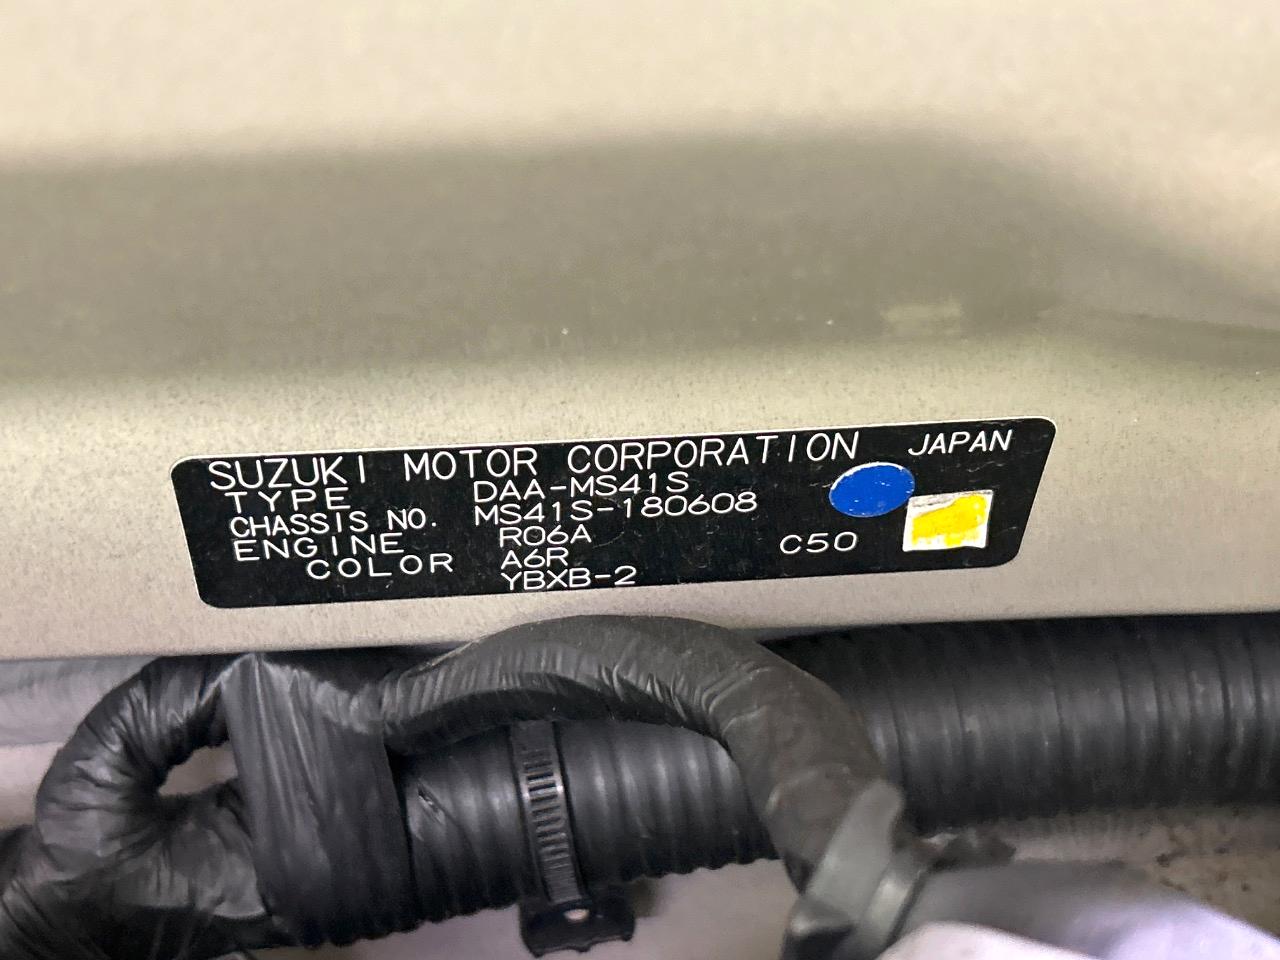 SUZUKI MOTOR CORPORATION JAPAN
TYPE DAA-MS41S
CHASSIS NO. MS41S-180608
ENGINE R06A C50
COLOR A6R
YBXB-2